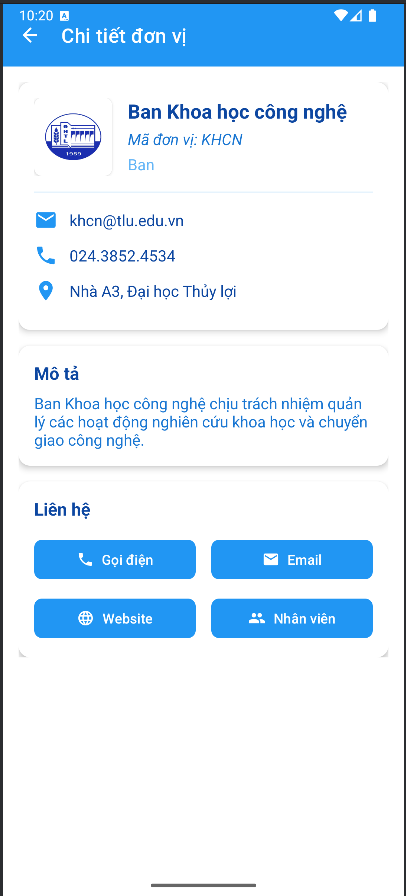 10:20 A
Chi tiết đơn vị
Ban Khoa học công nghệ
Mã đơn vị: KHCN
Ban
ĐHTL
1959
khcn@tlu.edu.vn
024.3852.4534
Nhà A3, Đại học Thủy lợi
Mô tả
Ban Khoa học công nghệ chịu trách nhiệm quản
lý các hoạt động nghiên cứu khoa học và chuyển
giao công nghệ.
Liên hệ
Gọi điện
Email
Website
Nhân viên